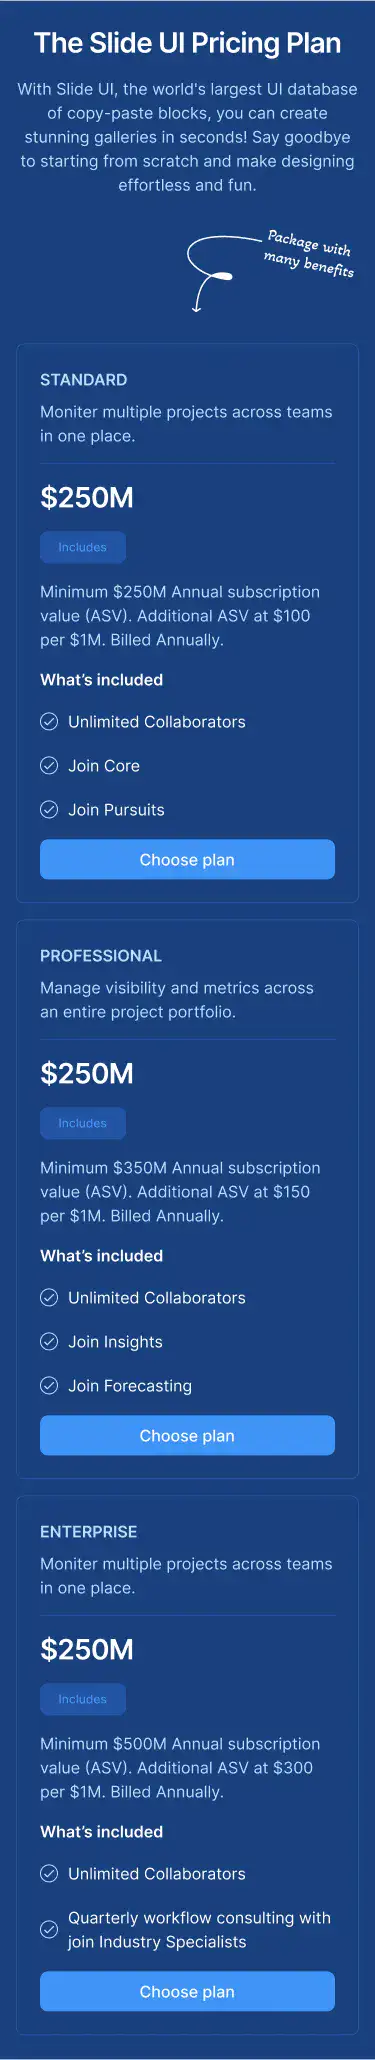 The Slide UI Pricing Plan
With Slide UI, the world's largest UI database
of copy-paste blocks, you can create
stunning galleries in seconds! Say goodbye
to starting from scratch and make designing
effortless and fun.
Package with
many benefits
STANDARD
Moniter multiple projects across teams
in one place.
$250M
Includes
Minimum $250M Annual subscription
value (ASV). Additional ASV at $100
per $1M. Billed Annually.
What's included
Unlimited Collaborators
Join Core
Join Pursuits
Choose plan
PROFESSIONAL
Manage visibility and metrics across
an entire project portfolio.
$250M
Includes
Minimum $350M Annual subscription
value (ASV). Additional ASV at $150
per $1M. Billed Annually.
What's included
Unlimited Collaborators
Join Insights
Join Forecasting
Choose plan
ENTERPRISE
Moniter multiple projects across teams
in one place.
$250M
Includes
Minimum $500M Annual subscription
value (ASV). Additional ASV at $300
per $1M. Billed Annually.
What's included
Unlimited Collaborators
Quarterly workflow consulting with
join Industry Specialists
Choose plan